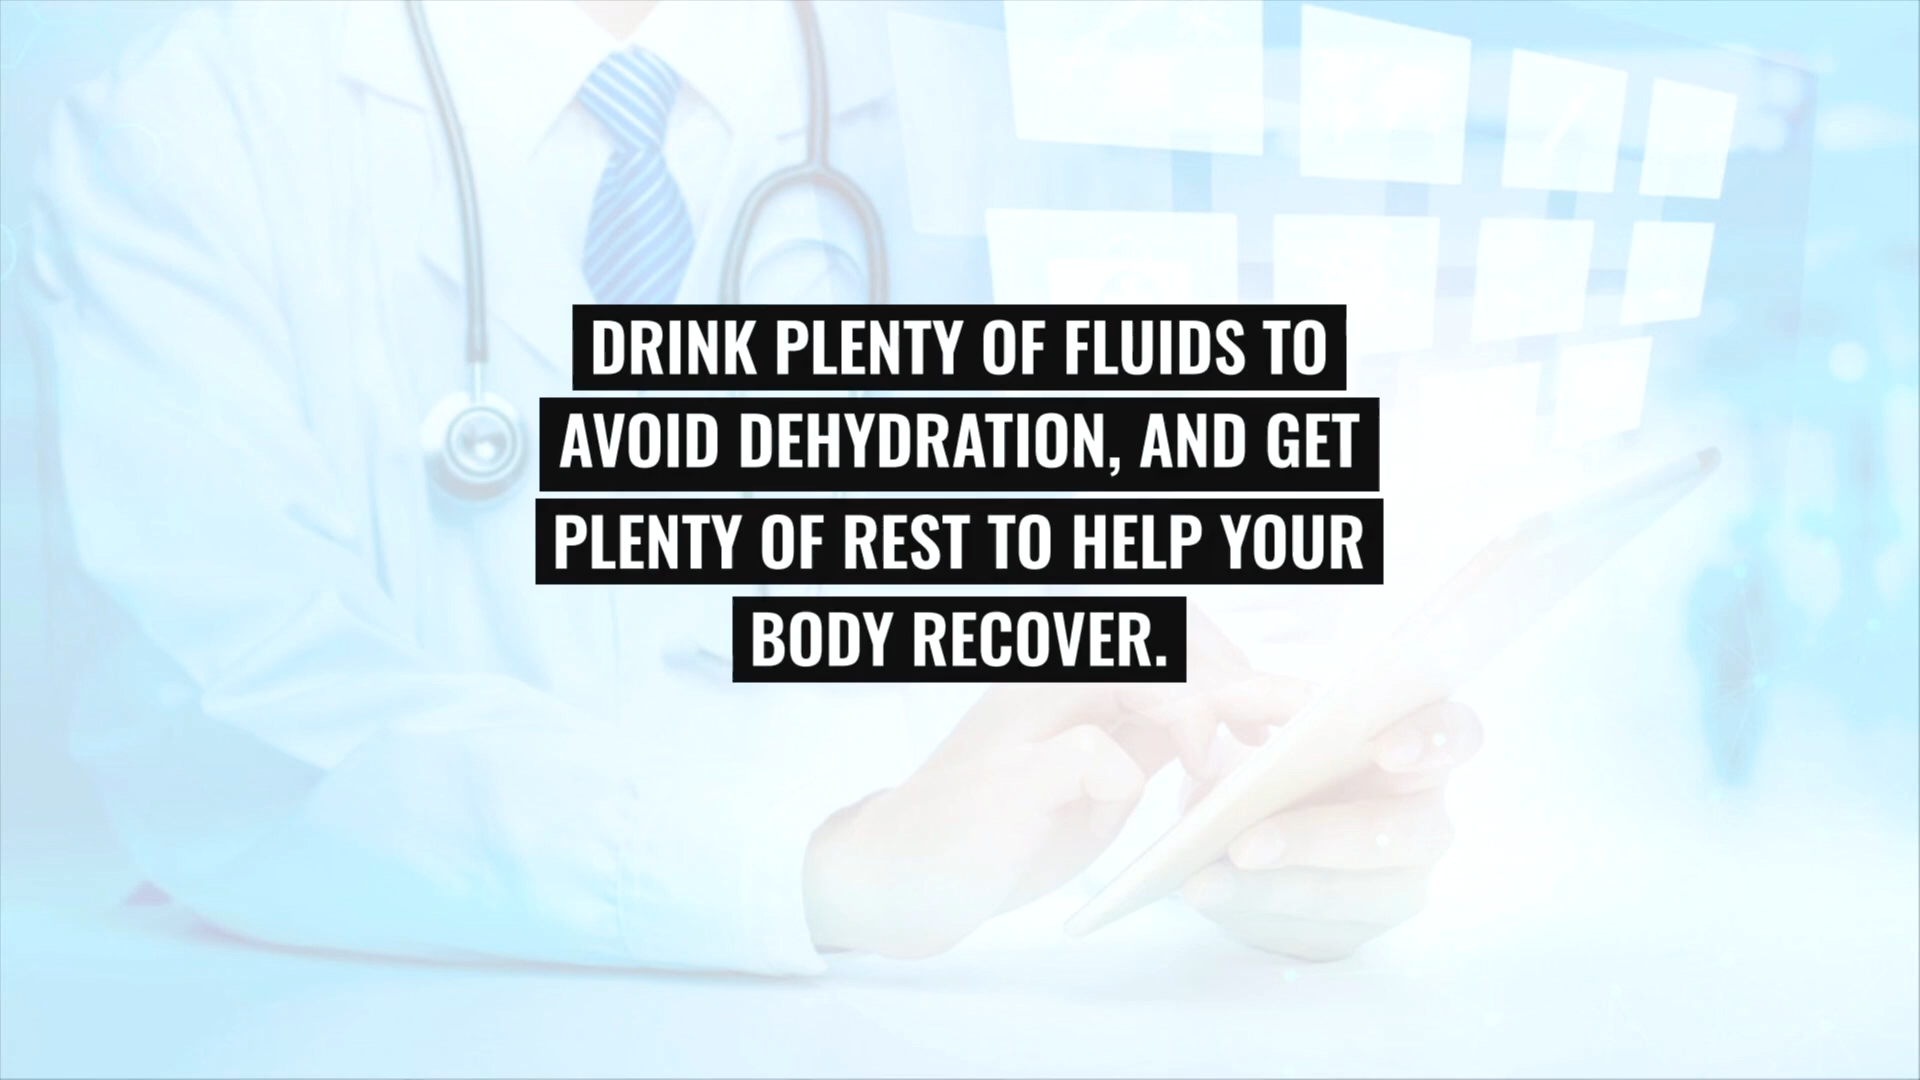 DRINK PLENTY OF FLUIDS TO
AVOID DEHYDRATION, AND GET
PLENTY OF REST TO HELP YOUR
BODY RECOVER.